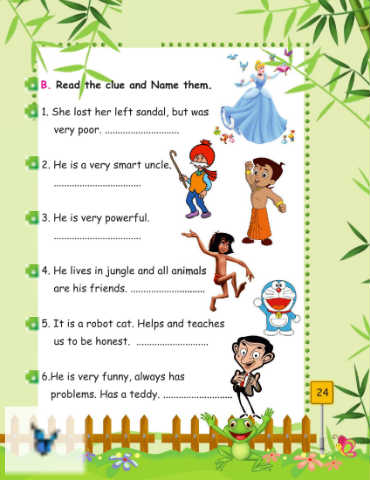 B. Read the clue and Name them.
1. She lost her left sandal, but was
very poor. ............................
2. He is a very smart uncle.
.................................
3. He is very powerful.
.................................
4. He lives in jungle and all animals
are his friends. ............................
5. It is a robot cat. Helps and teaches
us to be honest. ...........................
6.He is very funny, always has
problems. Has a teddy. ..........................
24